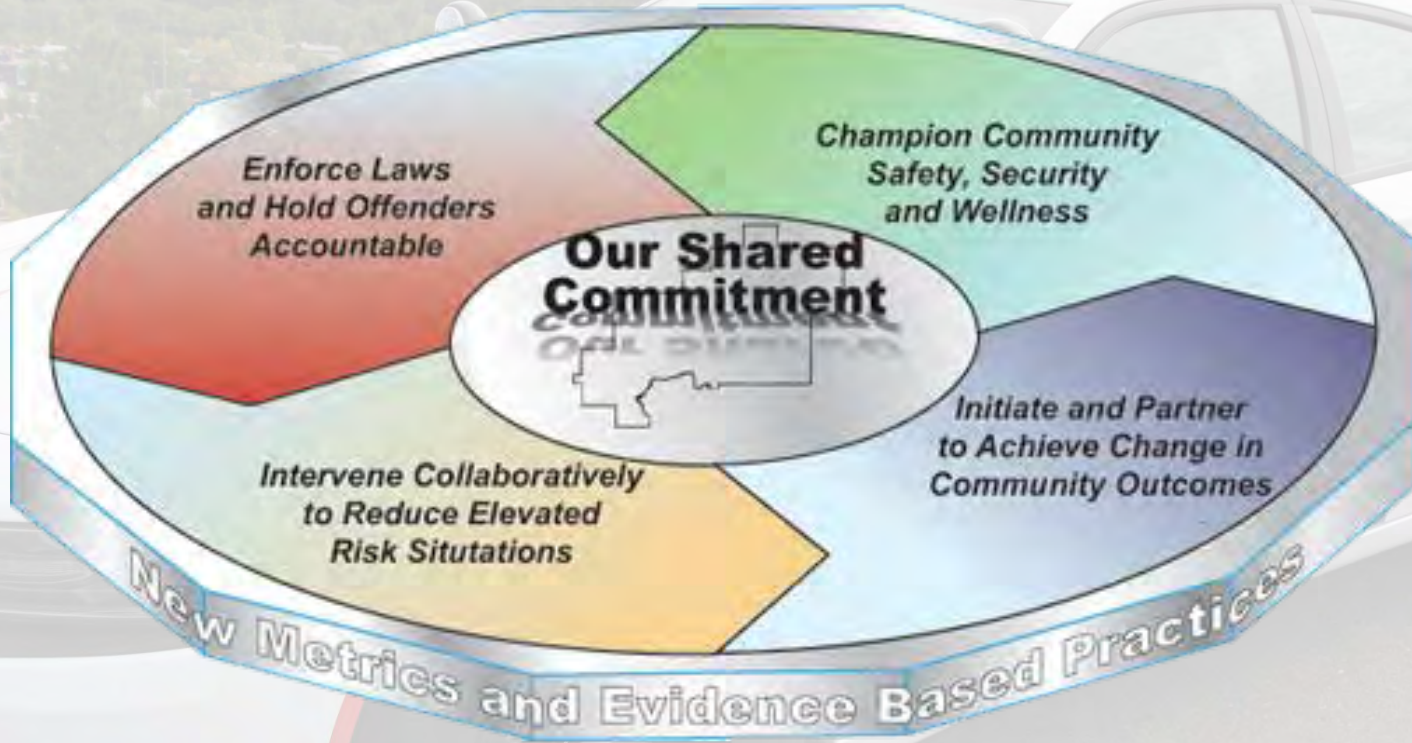 Enforce Laws
and Hold Offenders
Accountable
Champion Community
Safety, Security
and Wellness
Our Shared
Commitment
Intervene Collaboratively
to Reduce Elevated
Risk Situtations
Initiate and Partner
to Achieve Change in
Community Outcomes
New Metrics and Evidence Based Practices